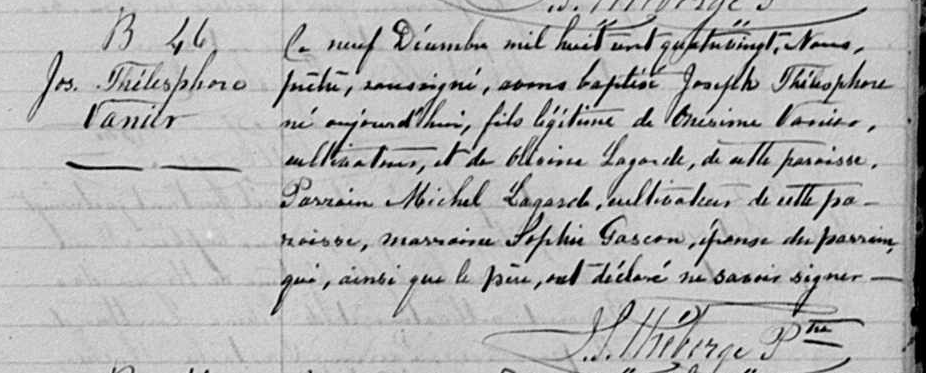 B 46
Jos. Thélesphore
Vanier
Ce neuf Décembre mil huit cent quatrevingt, Nous,
prêtre, soussigné, avons baptisé Joseph Thélesphore
né aujourd'hui, fils légitime de Onésime Vanier,
cultivateur, et de Olivine Lagarde, de cette paroisse.
Parrain Michel Lagarde, cultivateur de cette pa-
roisse, marraine Sophie Gascon, épouse du parrain,
qui, ainsi que le père, ont déclaré ne savoir signer —
J. S. Théberge Ptre